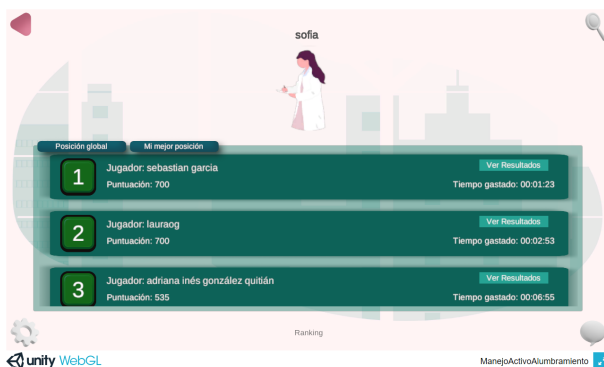 sofia
Posición global
Mi mejor posición
1
Jugador: sebastian garcia
Ver Resultados
Puntuación: 700
Tiempo gastado: 00:01:23
2
Jugador: lauraog
Ver Resultados
Puntuación: 700
Tiempo gastado: 00:02:53
3
Jugador: adriana inés gonzález quitián
Ver Resultados
Puntuación: 535
Tiempo gastado: 00:06:55
Ranking
unity WebGL
ManejoActivoAlumbramiento